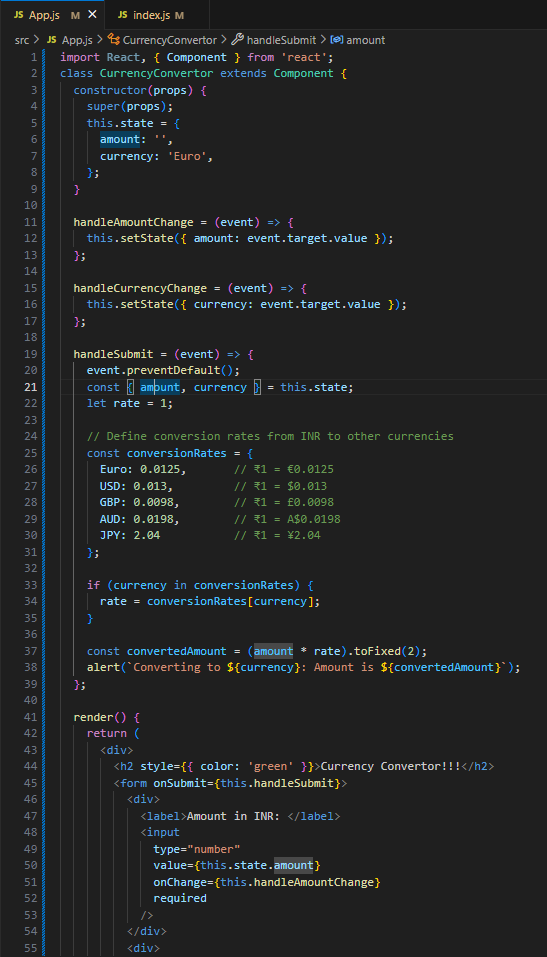 JS App.js M × JS index.js M
src > JS App.js > CurrencyConvertor > handleSubmit > amount
1 import React, { Component } from 'react';
2 class CurrencyConvertor extends Component {
3 constructor(props) {
4 super(props);
5 this.state = {
6 amount: '',
7 currency: 'Euro',
8 };
9 }
10
11 handleAmountChange = (event) => {
12 this.setState({ amount: event.target.value });
13 };
14
15 handleCurrencyChange = (event) => {
16 this.setState({ currency: event.target.value });
17 };
18
19 handleSubmit = (event) => {
20 event.preventDefault();
21 const { amount, currency } = this.state;
22 let rate = 1;
23
24 // Define conversion rates from INR to other currencies
25 const conversionRates = {
26 Euro: 0.0125, // ₹1 = €0.0125
27 USD: 0.013, // ₹1 = $0.013
28 GBP: 0.0098, // ₹1 = £0.0098
29 AUD: 0.0198, // ₹1 = A$0.0198
30 JPY: 2.04 // ₹1 = ¥2.04
31 };
32
33 if (currency in conversionRates) {
34 rate = conversionRates[currency];
35 }
36
37 const convertedAmount = (amount * rate).toFixed(2);
38 alert(`Converting to ${currency}: Amount is ${convertedAmount}`);
39 };
40
41 render() {
42 return (
43 <div>
44 <h2 style={{ color: 'green' }}>Currency Convertor!!!</h2>
45 <form onSubmit={this.handleSubmit}>
46 <div>
47 <label>Amount in INR: </label>
48 <input
49 type="number"
50 value={this.state.amount}
51 onChange={this.handleAmountChange}
52 required
53 />
54 </div>
55 <div>